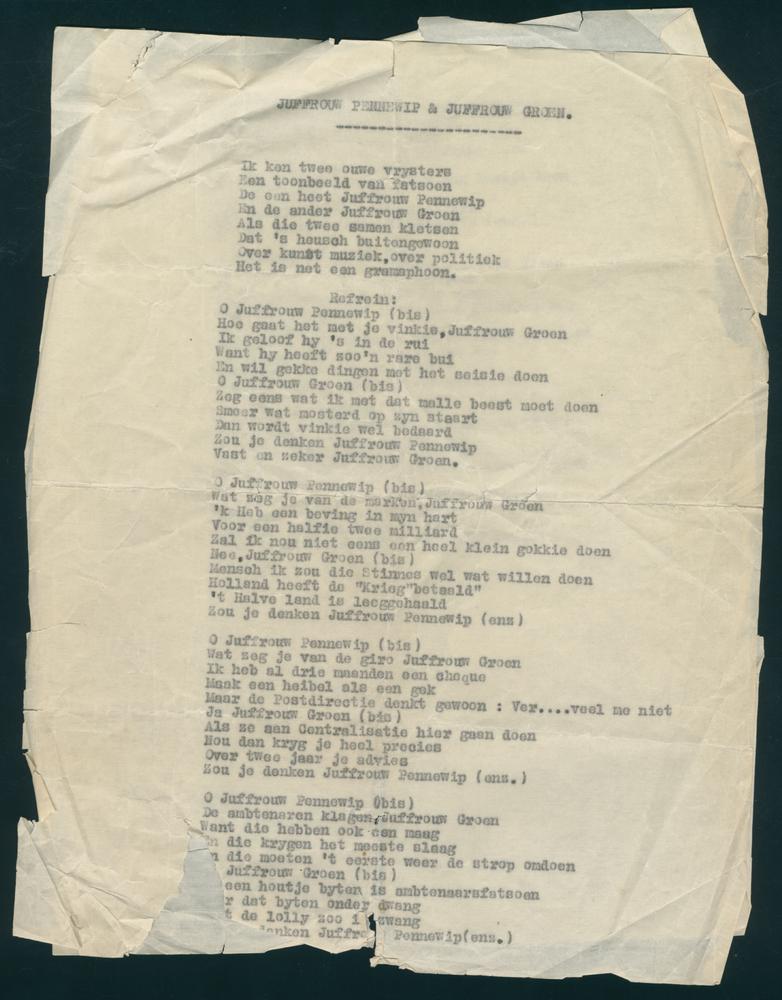 JUFFROUW PENNEWIP & JUFFROUW GROEN.
Ik ken twee ouwe vrysters
Een toonbeeld van fatsoen
De een heet Juffrouw Pennewip
En de ander Juffrouw Groen
Als die twee samen kletsen
Dat 's heusch buitengewoon
Over kunst muziek,over politiek
Het is net een gramaphoon.
Refrein:
O Juffrouw Pennewip (bis)
Hoe gaat het met je vinkie,Juffrouw Groen
Ik geloof hy 's in de rui
Want hy heeft zoo'n rare bui
En wil gekke dingen met het seisie doen
O Juffrouw Groen (bis)
Zeg eens wat ik met dat malle beest moet doen
Smeer wat mosterd op zyn staart
Dan wordt vinkie wel bedaard
Zou je denken Juffrouw Pennewip
Vast en zeker Juffrouw Groen.
O Juffrouw Pennewip (bis)
Wat zeg je van de marken,Juffrouw Groen
'k Heb een beving in myn hart
Voor een halfie twee milliard
Zal ik nou niet eens een heel klein gokkie doen
Nee,Juffrouw Groen (bis)
Mensch ik zou die Stinnes wel wat willen doen
Holland heeft de "Krieg"betaald"
't Halve land is leeggehaald
Zou je denken Juffrouw Pennewip (ens)
O Juffrouw Pennewip (bis)
Wat zeg je van de giro Juffrouw Groen
Ik heb al drie maanden een cheque
Maak een heibel als een gek
Maar de Postdirectie denkt gewoon : Ver....veel me niet
Ja Juffrouw Groen (bis)
Als ze aan Centralisatie hier gaan doen
Nou dan kryg je heel precies
Over twee jaar je advies
Zou je denken Juffrouw Pennewip (ens.)
O Juffrouw Pennewip (bis)
De ambtenaren klagen,Juffrouw Groen
Want die hebben ook een maag
En die krygen het meeste slaag
n die moeten 't eerste weer de strop omdoen
Juffrouw Groen (bis)
een houtje byten is ambtenaarsfatsoen
r dat byten onder dwang
t de lolly zoo i zwang
enken Juffro Pennewip(ens.)